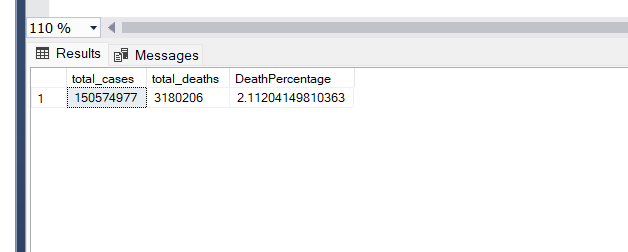 110 %
Results Messages
total_cases total_deaths DeathPercentage
1 150574977 3180206 2.11204149810363